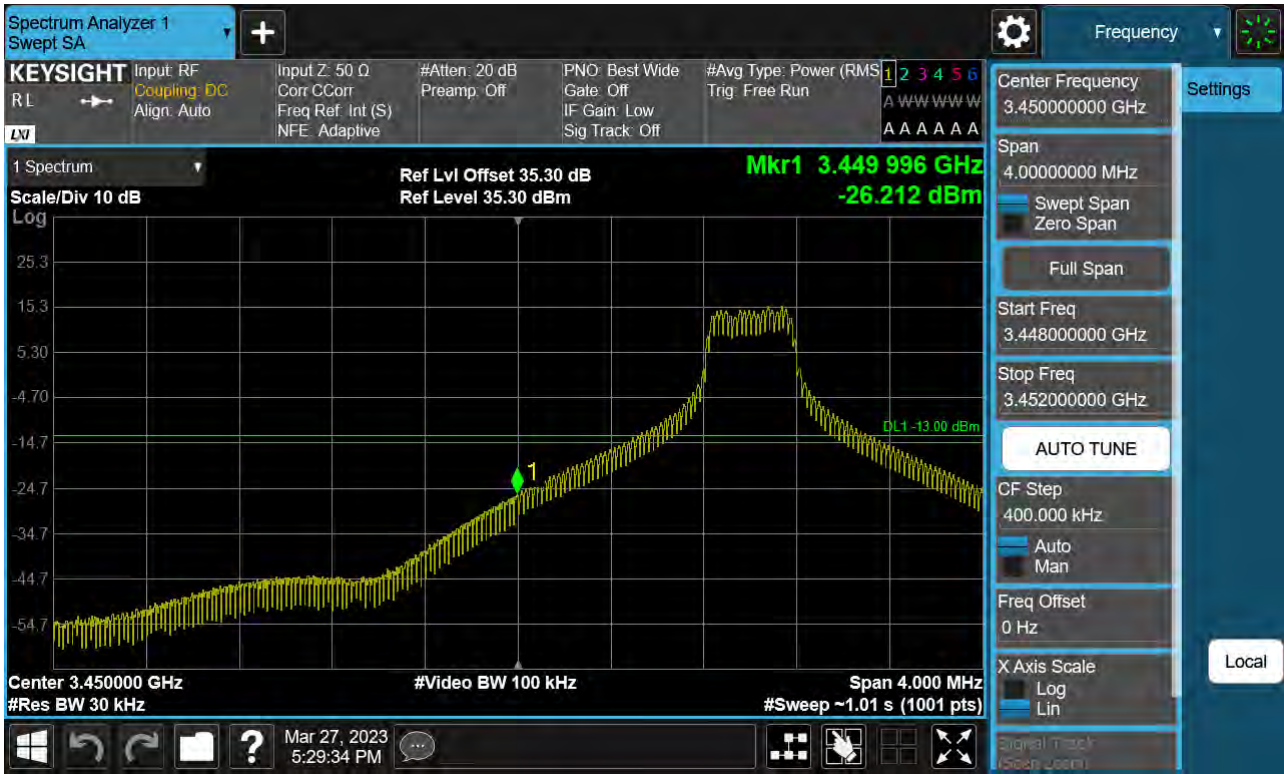 Spectrum Analyzer 1
Swept SA
Frequency
KEYSIGHT
R L
LXI
Input: RF
Coupling: DC
Align: Auto
Input Z: 50 Ω
Corr CCorr
Freq Ref: Int (S)
NFE: Adaptive
#Atten: 20 dB
Preamp: Off
PNO: Best Wide
Gate: Off
IF Gain: Low
Sig Track: Off
#Avg Type: Power (RMS
Trig: Free Run
1 2 3 4 5 6
A W W W W W
A A A A A A
1 Spectrum
Scale/Div 10 dB
Log
Ref Lvl Offset 35.30 dB
Ref Level 35.30 dBm
Mkr1 3.449 996 GHz
-26.212 dBm
25.3
15.3
5.30
-4.70
-14.7
-24.7
-34.7
-44.7
-54.7
DL1 -13.00 dBm
1
Center 3.450000 GHz
#Res BW 30 kHz
#Video BW 100 kHz
Span 4.000 MHz
#Sweep ~1.01 s (1001 pts)
Center Frequency
3.450000000 GHz
Span
4.00000000 MHz
Swept Span
Zero Span
Full Span
Start Freq
3.448000000 GHz
Stop Freq
3.452000000 GHz
AUTO TUNE
CF Step
400.000 kHz
Auto
Man
Freq Offset
0 Hz
X Axis Scale
Log
Lin
Signal Track
(Span Zoom)
Settings
Local
?
Mar 27, 2023
5:29:34 PM